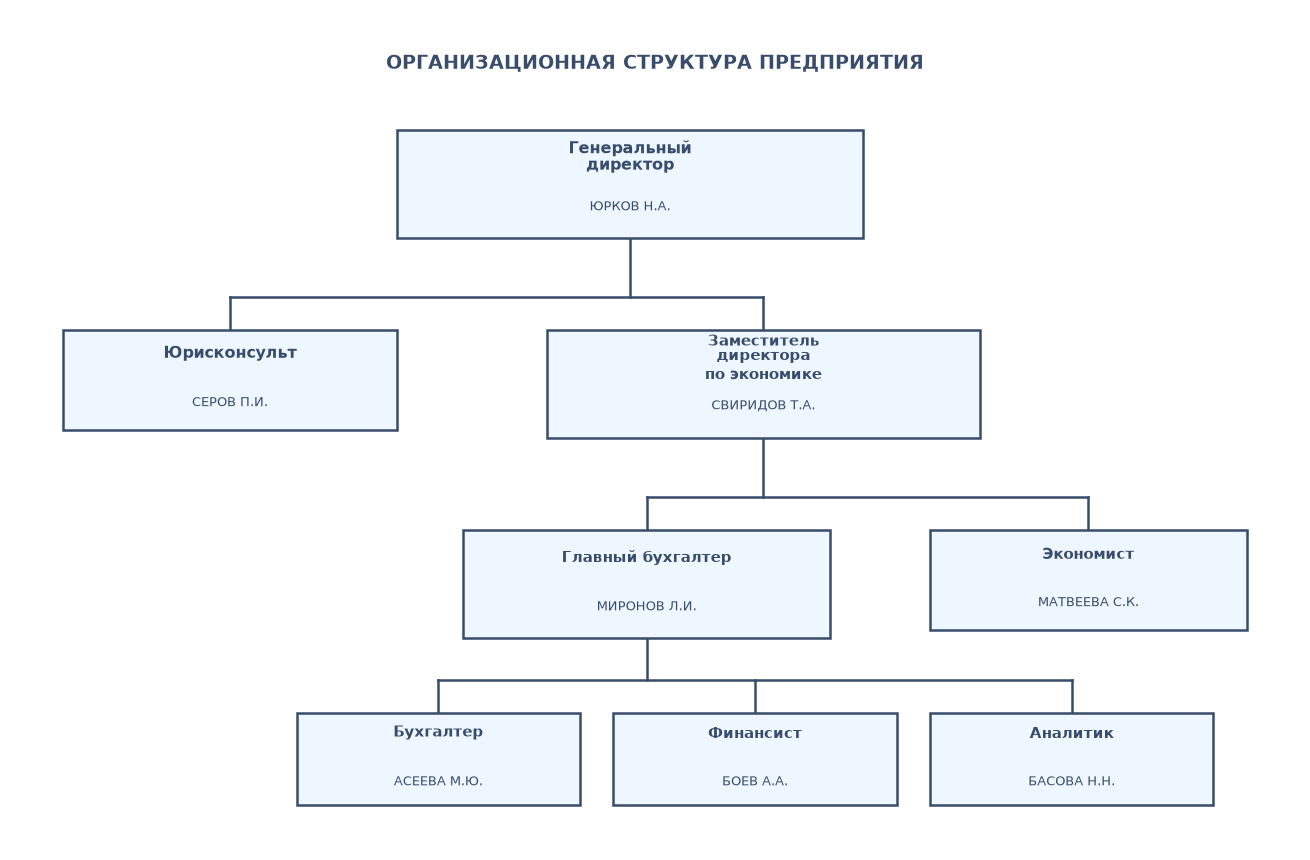 ОРГАНИЗАЦИОННАЯ СТРУКТУРА ПРЕДПРИЯТИЯ
Генеральный
директор
ЮРКОВ Н.А.
Юрисконсульт
СЕРОВ П.И.
Заместитель
директора
по экономике
СВИРИДОВ Т.А.
Главный бухгалтер
МИРОНОВ Л.И.
Экономист
МАТВЕЕВА С.К.
Бухгалтер
АСЕЕВА М.Ю.
Финансист
БОЕВ А.А.
Аналитик
БАСОВА Н.Н.